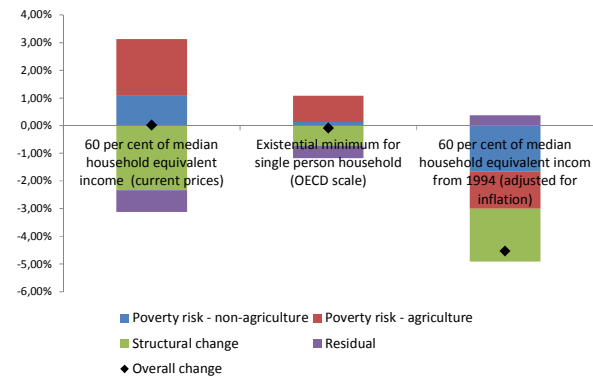 4,00%
3,00%
2,00%
1,00%
0,00%
-1,00%
-2,00%
-3,00%
-4,00%
-5,00%
-6,00%
60 per cent of median
household equivalent
income (current prices)
Existential minimum for
single person household
(OECD scale)
60 per cent of median
household equivalent incom
from 1994 (adjusted for
inflation)
Poverty risk - non-agriculture
Poverty risk - agriculture
Structural change
Residual
Overall change